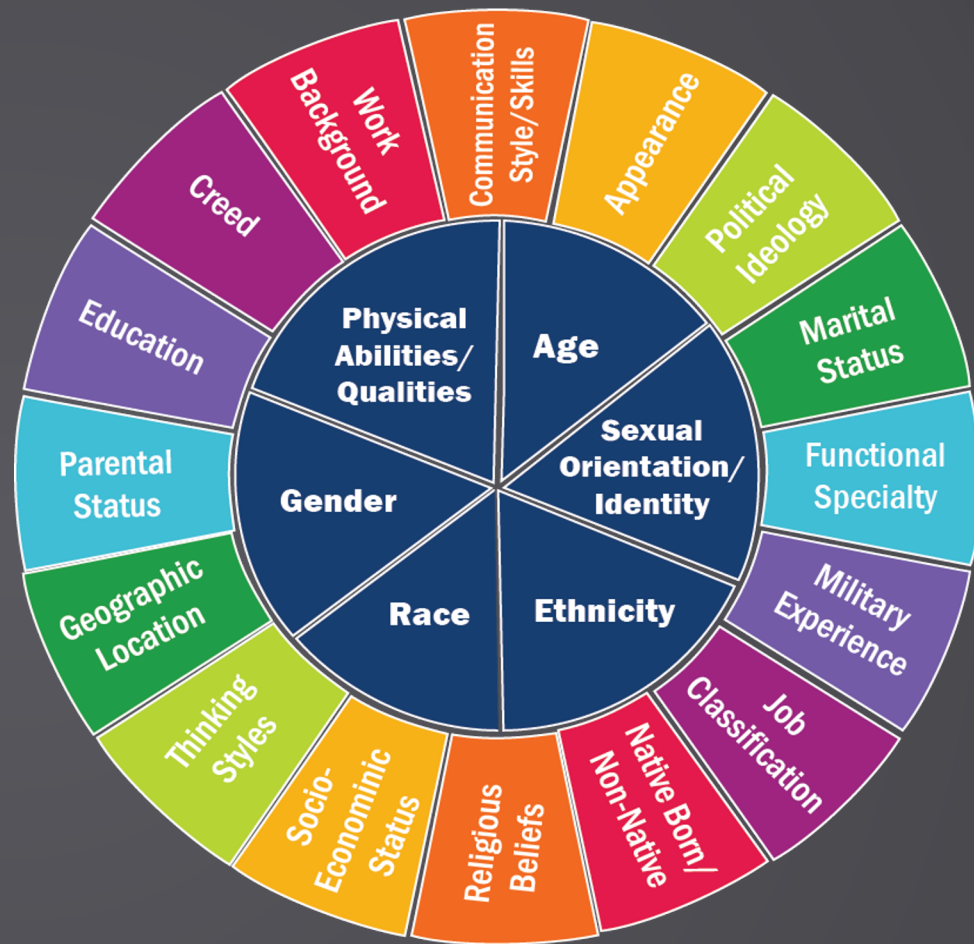 Communication
Style/Skills
Appearance
Political
Ideology
Marital
Status
Functional
Specialty
Military
Experience
Job
Classification
Native Born/
Non-Native
Religious
Beliefs
Socio-
Econominic
Status
Thinking
Styles
Geographic
Location
Parental
Status
Education
Creed
Work
Background
Physical
Abilities/
Qualities
Age
Sexual
Orientation/
Identity
Ethnicity
Race
Gender